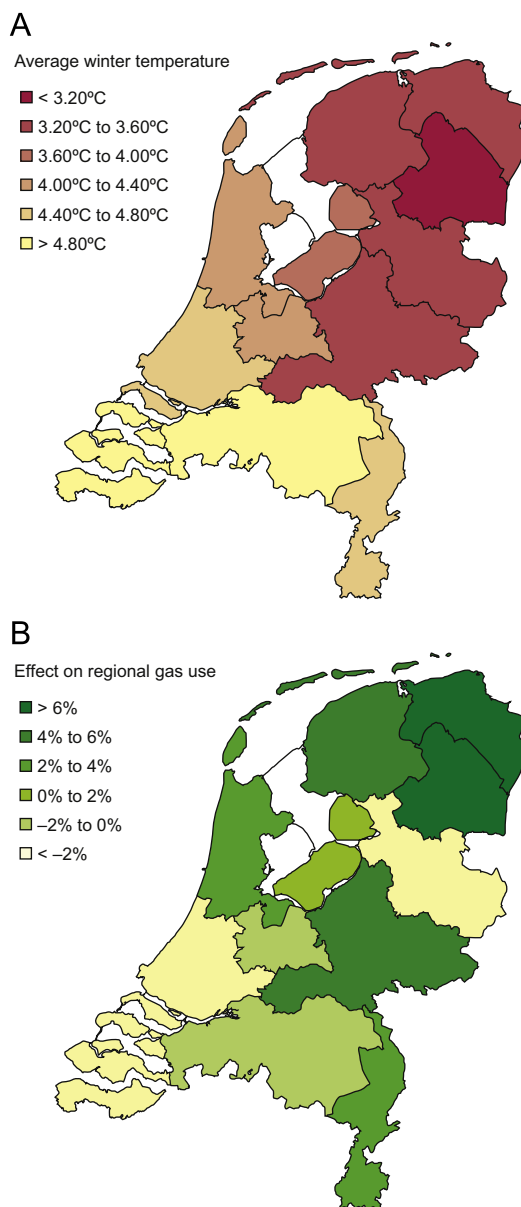 A
Average winter temperature
< 3.20ºC
3.20ºC to 3.60ºC
3.60ºC to 4.00ºC
4.00ºC to 4.40ºC
4.40ºC to 4.80ºC
> 4.80ºC
B
Effect on regional gas use
> 6%
4% to 6%
2% to 4%
0% to 2%
–2% to 0%
< –2%